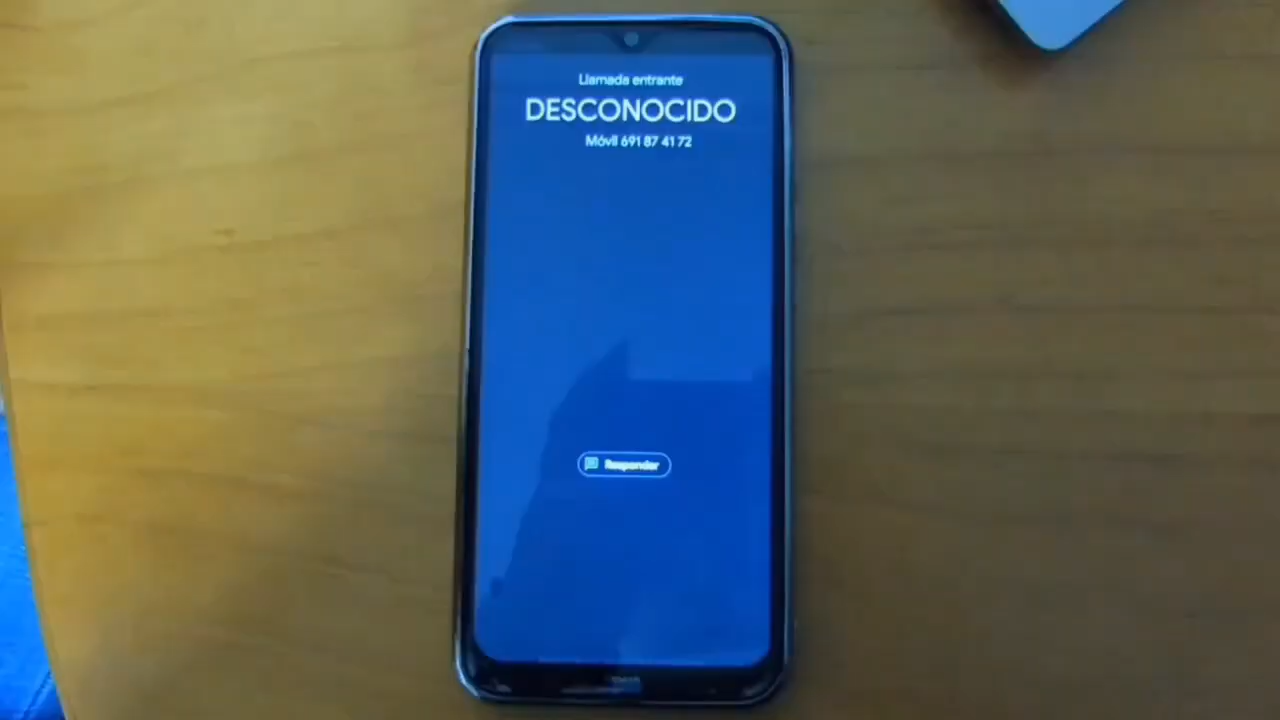 Llamada entrante
DESCONOCIDO
Móvil 691 87 41 72
Responder